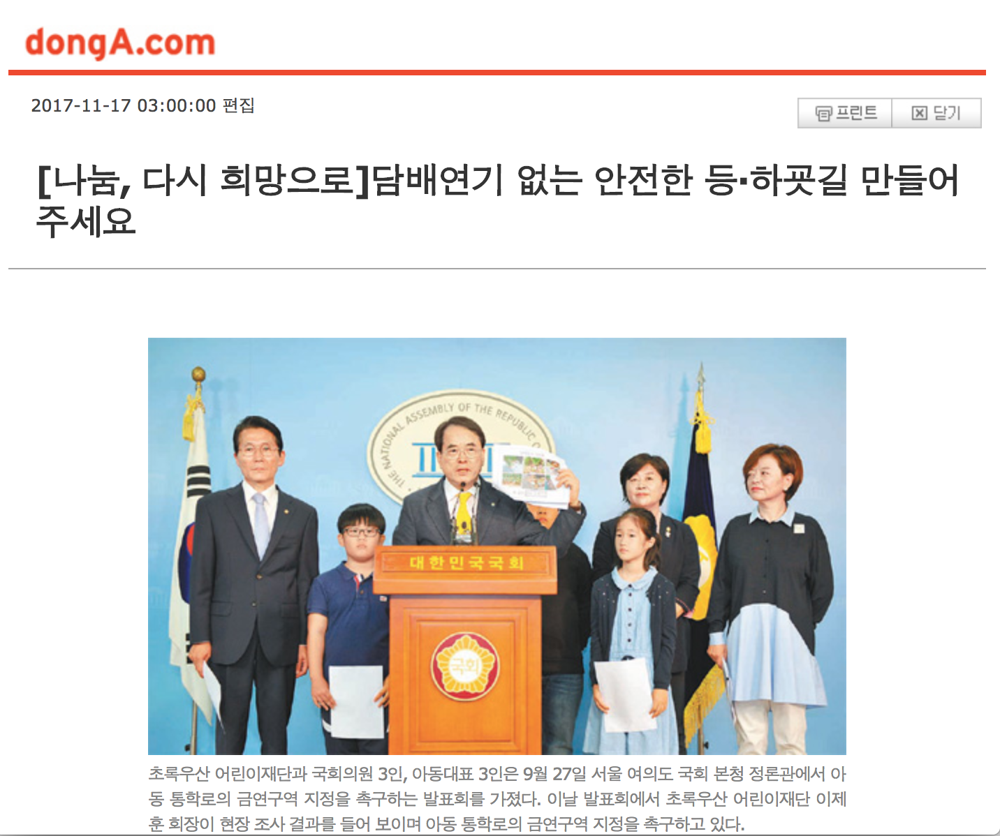 dongA.com
2017-11-17 03:00:00 편집
프린트 닫기
[나눔, 다시 희망으로]담배연기 없는 안전한 등·하굣길 만들어
주세요
THE NATIONAL ASSEMBLY OF THE REPUBLIC
대한민국국회
국회
초록우산 어린이재단과 국회의원 3인, 아동대표 3인은 9월 27일 서울 여의도 국회 본청 정론관에서 아
동 통학로의 금연구역 지정을 촉구하는 발표회를 가졌다. 이날 발표회에서 초록우산 어린이재단 이제
훈 회장이 현장 조사 결과를 들어 보이며 아동 통학로의 금연구역 지정을 촉구하고 있다.